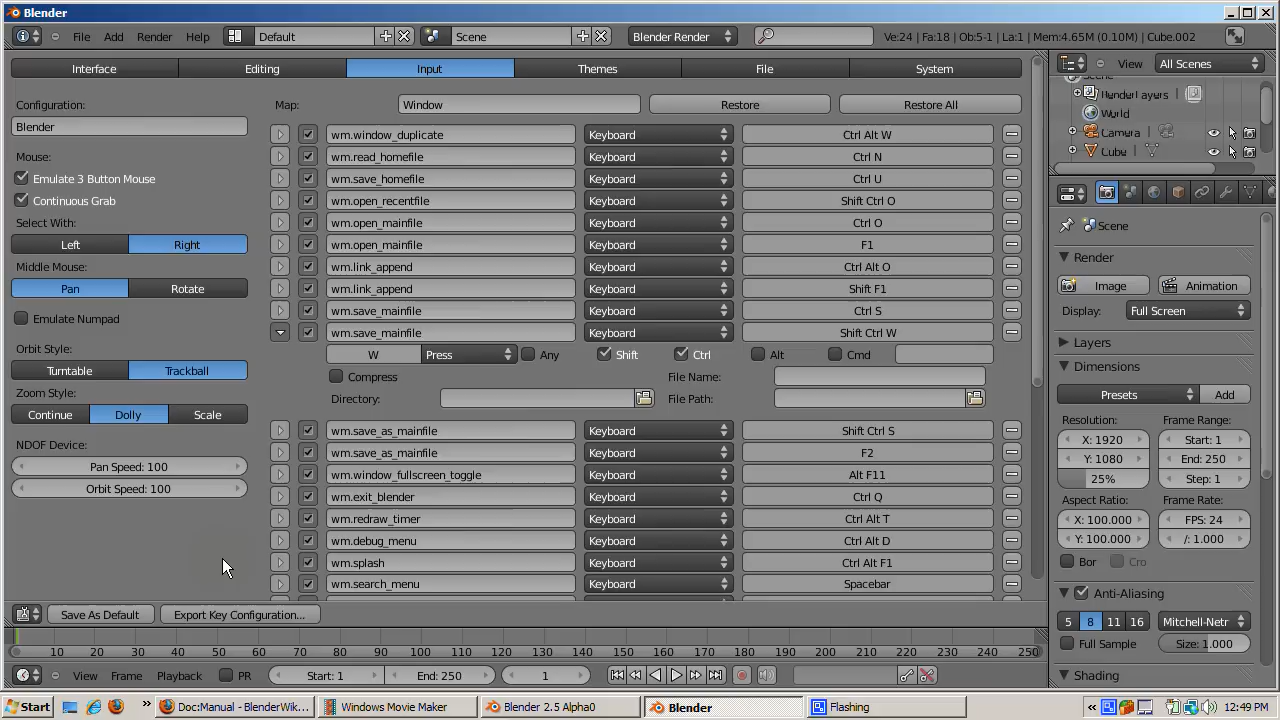 Blender
File Add Render Help Default Scene Blender Render Ve:24 | Fa:18 | Ob:5-1 | La:1 | Mem:4.65M (0.10M) | Cube.002
Interface Editing Input Themes File System
View All Scenes
Configuration: Map: Window Restore Restore All
Blender
RenderLayers
World
Camera
Cube
wm.window_duplicate Keyboard Ctrl Alt W
Mouse: wm.read_homefile Keyboard Ctrl N
Emulate 3 Button Mouse wm.save_homefile Keyboard Ctrl U
Continuous Grab wm.open_recentfile Keyboard Shift Ctrl O
Select With: wm.open_mainfile Keyboard Ctrl O
Left Right wm.open_mainfile Keyboard F1
Middle Mouse: wm.link_append Keyboard Ctrl Alt O
Pan Rotate wm.link_append Keyboard Shift F1
Emulate Numpad wm.save_mainfile Keyboard Ctrl S
wm.save_mainfile Keyboard Shift Ctrl W
Orbit Style: W Press Any Shift Ctrl Alt Cmd
Turntable Trackball Compress File Name:
Zoom Style: Directory: File Path:
Continue Dolly Scale
wm.save_as_mainfile Keyboard Shift Ctrl S
NDOF Device: wm.save_as_mainfile Keyboard F2
Pan Speed: 100 wm.window_fullscreen_toggle Keyboard Alt F11
Orbit Speed: 100 wm.exit_blender Keyboard Ctrl Q
wm.redraw_timer Keyboard Ctrl Alt T
wm.debug_menu Keyboard Ctrl Alt D
wm.splash Keyboard Ctrl Alt F1
wm.search_menu Keyboard Spacebar
Scene
Render
Image Animation
Display: Full Screen
Layers
Dimensions
Presets Add
Resolution: Frame Range:
X: 1920 Start: 1
Y: 1080 End: 250
25% Step: 1
Aspect Ratio: Frame Rate:
X: 100.000 FPS: 24
Y: 100.000 /: 1.000
Bor Cro
Anti-Aliasing
5 8 11 16 Mitchell-Netr
Full Sample Size: 1.000
Shading
Save As Default Export Key Configuration...
10 20 30 40 50 60 70 80 90 100 110 120 130 140 150 160 170 180 190 200 210 220 230 240 250
View Frame Playback PR Start: 1 End: 250 1
Start » Doc:Manual - BlenderWik... Windows Movie Maker Blender 2.5 Alpha0 Blender Flashing « 12:49 PM